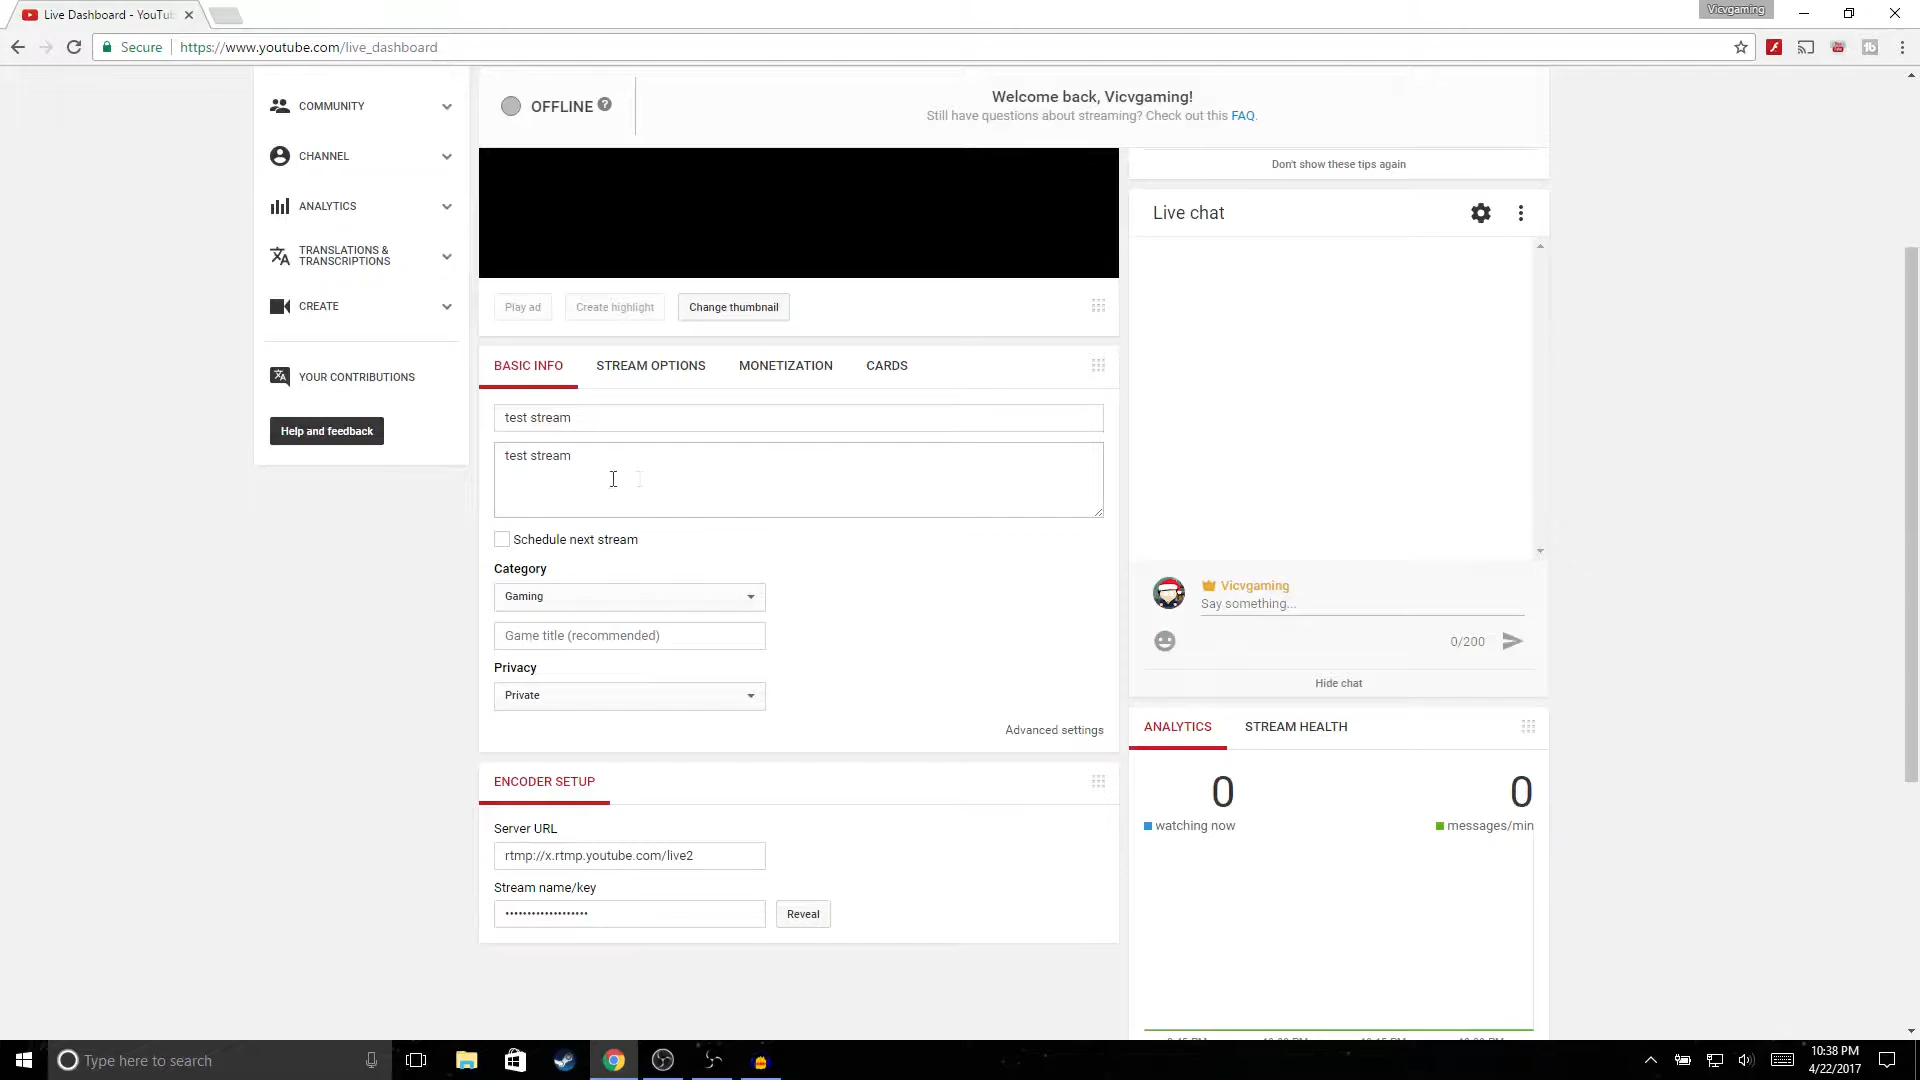 Live Dashboard - YouTu
Vicvgaming
Secure
https://www.youtube.com/live_dashboard
COMMUNITY
CHANNEL
ANALYTICS
TRANSLATIONS &
TRANSCRIPTIONS
CREATE
YOUR CONTRIBUTIONS
Help and feedback
OFFLINE
Welcome back, Vicvgaming!
Still have questions about streaming? Check out this FAQ.
Don't show these tips again
Play ad
Create highlight
Change thumbnail
BASIC INFO
STREAM OPTIONS
MONETIZATION
CARDS
test stream
test stream
Schedule next stream
Category
Gaming
Game title (recommended)
Privacy
Private
Advanced settings
ENCODER SETUP
Server URL
rtmp://x.rtmp.youtube.com/live2
Stream name/key
•••••••••••••••••••
Reveal
Live chat
Vicvgaming
Say something...
0/200
Hide chat
ANALYTICS
STREAM HEALTH
0
watching now
0
messages/min
Type here to search
10:38 PM
4/22/2017